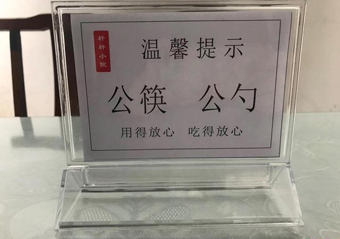 温馨提示
公筷 公勺
用得放心 吃得放心